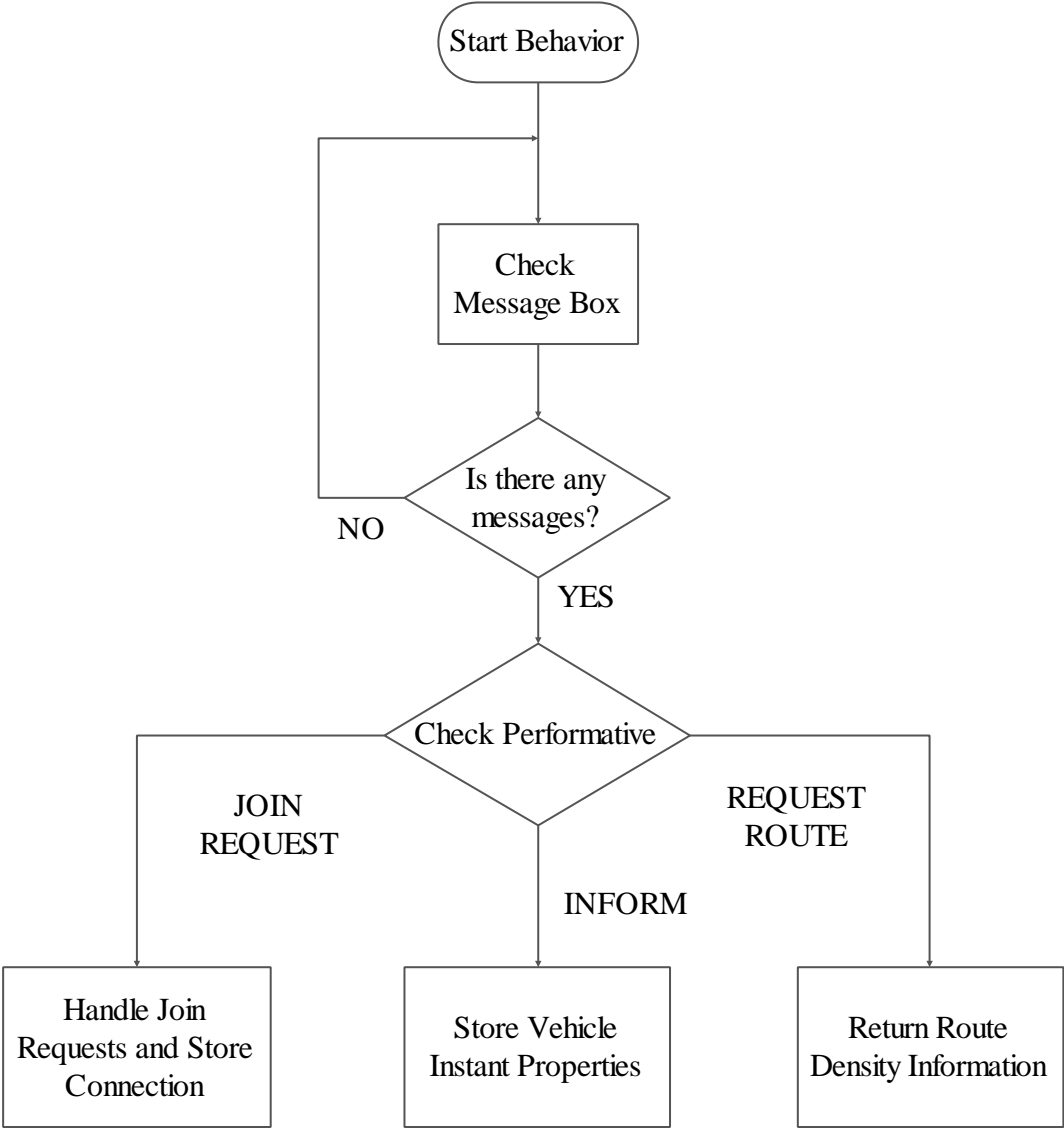 Start Behavior
Check
Message Box
Is there any
messages?
NO
YES
Check Performative
JOIN
REQUEST
REQUEST
ROUTE
INFORM
Handle Join
Requests and Store
Connection
Store Vehicle
Instant Properties
Return Route
Density Information